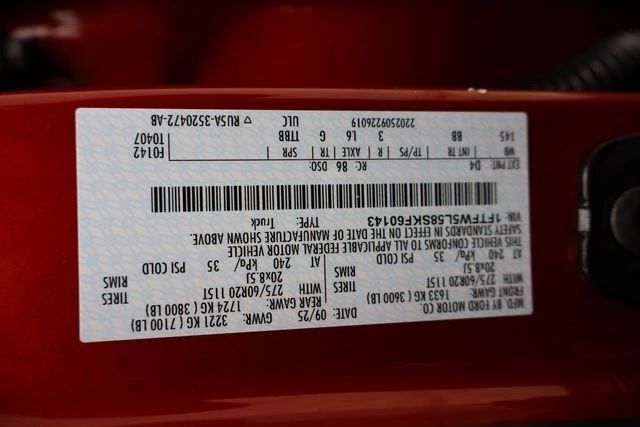 MFD BY FORD MOTOR CO.
DATE: 09/25 GVWR: 3221 KG ( 7100 LB)
FRONT GAWR: 1633 KG ( 3600 LB) REAR GAWR: 1724 KG ( 3800 LB)
WITH 275/60R20 115T TIRES WITH 275/60R20 115T TIRES
20x8.5J RIMS 20x8.5J RIMS
AT 240 kPa/ 35 PSI COLD AT 240 kPa/ 35 PSI COLD
THIS VEHICLE CONFORMS TO ALL APPLICABLE FEDERAL MOTOR VEHICLE
SAFETY STANDARDS IN EFFECT ON THE DATE OF MANUFACTURE SHOWN ABOVE.
VIN: 1FTFW5L58SKF60143 TYPE: Truck
EXT PNT: D4 RC: 86 DSO: F0142
WB INT TR TP/PS R AXLE TR SPR T0407
145 BB 3 L6 G TTBB
22025092601​9 ULC ▽ RU5A-3520472-AB